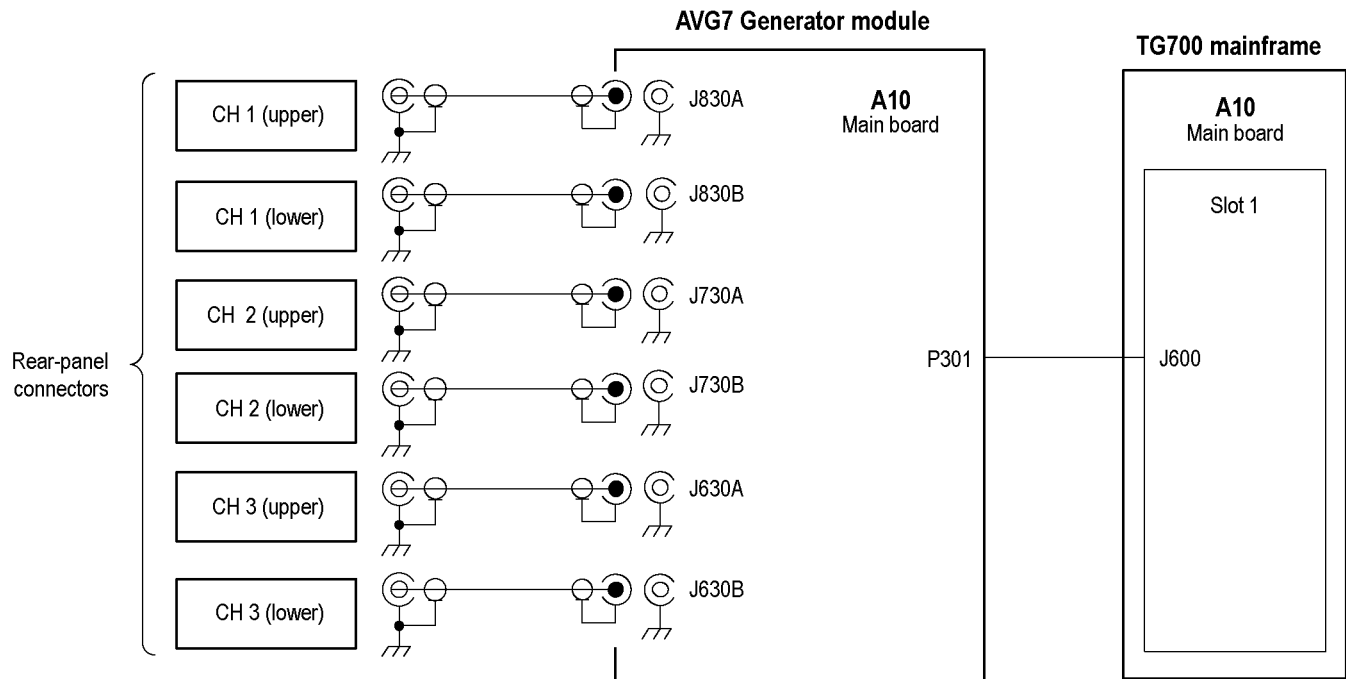 AVG7 Generator module
TG700 mainframe
Rear-panel
connectors
CH 1 (upper)
J830A
CH 1 (lower)
J830B
CH 2 (upper)
J730A
CH 2 (lower)
J730B
CH 3 (upper)
J630A
CH 3 (lower)
J630B
A10
Main board
P301
A10
Main board
Slot 1
J600